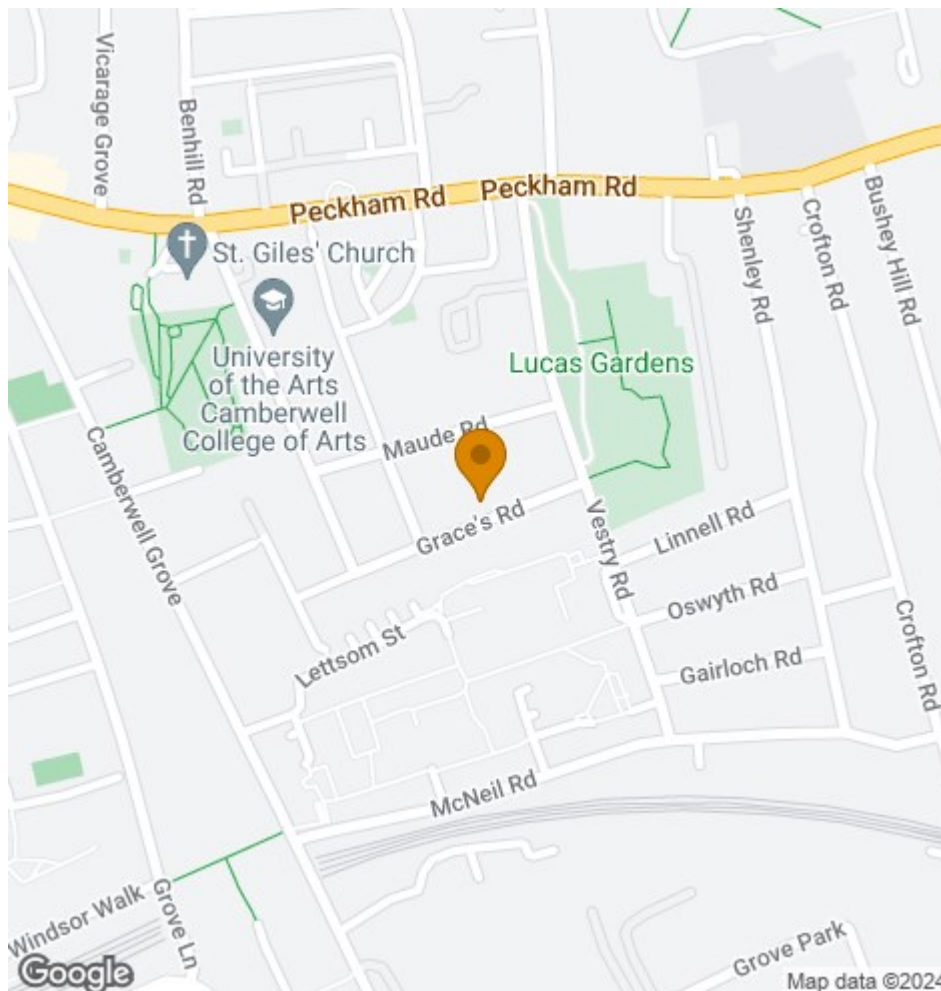 Vicarage Grove
Benhill Rd
Peckham Rd
Peckham Rd
Bushey Hill Rd
Crofton Rd
Shenley Rd
St. Giles' Church
University
of the Arts
Camberwell
College of Arts
Lucas Gardens
Maude Rd
Camberwell Grove
Grace's Rd
Vestry Rd
Linnell Rd
Oswyth Rd
Lettsom St
Gairloch Rd
Crofton Rd
McNeil Rd
Windsor Walk
Grove Ln
Grove Park
Google
Map data ©2024